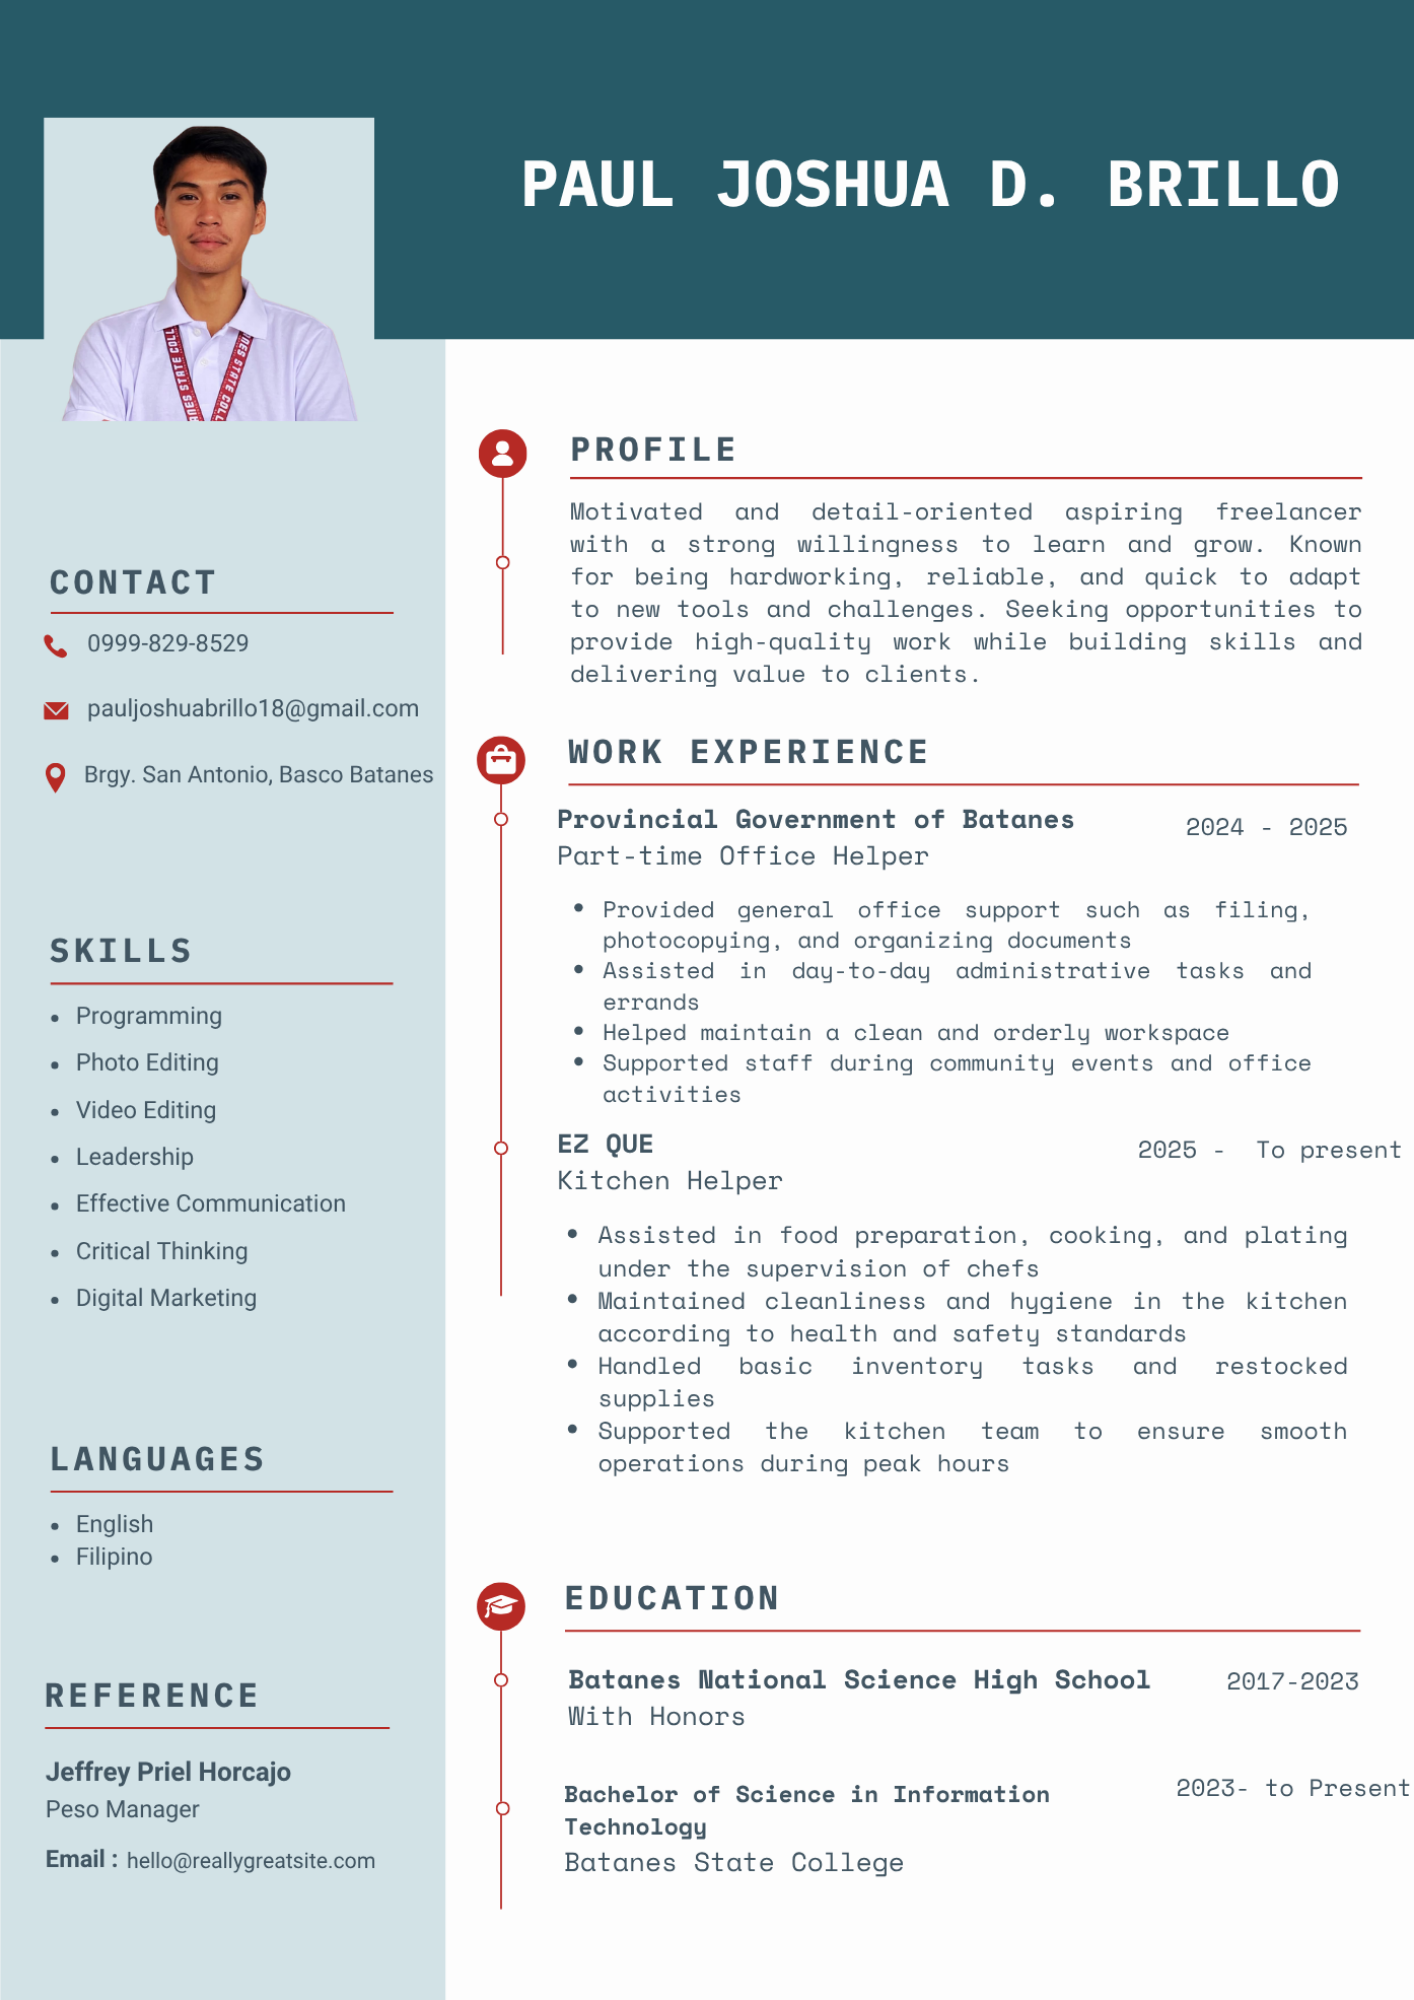 PAUL JOSHUA D. BRILLO
CONTACT
0999-829-8529
pauljoshuabrillo18@gmail.com
Brgy. San Antonio, Basco Batanes
SKILLS
Programming
Photo Editing
Video Editing
Leadership
Effective Communication
Critical Thinking
Digital Marketing
LANGUAGES
English
Filipino
REFERENCE
Jeffrey Priel Horcajo
Peso Manager
Email : hello@reallygreatsite.com
PROFILE
Motivated and detail-oriented aspiring freelancer
with a strong willingness to learn and grow. Known
for being hardworking, reliable, and quick to adapt
to new tools and challenges. Seeking opportunities to
provide high-quality work while building skills and
delivering value to clients.
WORK EXPERIENCE
Provincial Government of Batanes
2024 - 2025
Part-time Office Helper
Provided general office support such as filing,
photocopying, and organizing documents
Assisted in day-to-day administrative tasks and
errands
Helped maintain a clean and orderly workspace
Supported staff during community events and office
activities
EZ QUE
2025 - To present
Kitchen Helper
Assisted in food preparation, cooking, and plating
under the supervision of chefs
Maintained cleanliness and hygiene in the kitchen
according to health and safety standards
Handled basic inventory tasks and restocked
supplies
Supported the kitchen team to ensure smooth
operations during peak hours
EDUCATION
Batanes National Science High School
2017-2023
With Honors
Bachelor of Science in Information
Technology
2023- to Present
Batanes State College